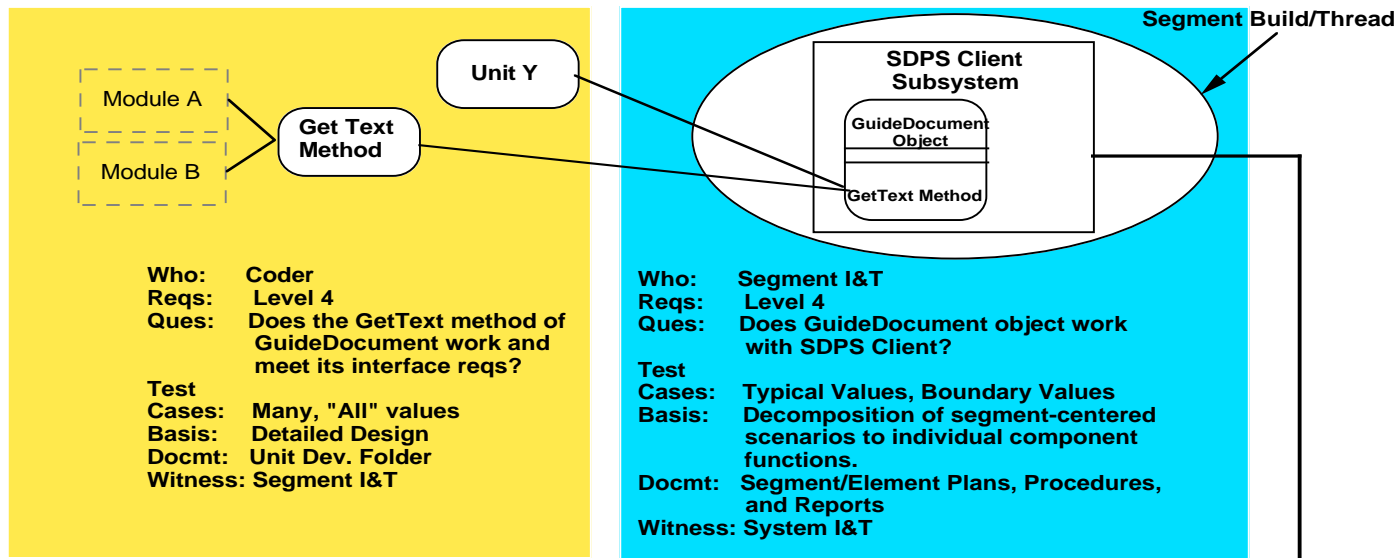 Segment Build/Thread
Module A
Module B
Get Text
Method
Unit Y
SDPS Client
Subsystem
GuideDocument
Object
GetText Method
Who: Coder
Reqs: Level 4
Ques: Does the GetText method of
GuideDocument work and
meet its interface reqs?
Test
Cases: Many, "All" values
Basis: Detailed Design
Docmt: Unit Dev. Folder
Witness: Segment I&T
Who: Segment I&T
Reqs: Level 4
Ques: Does GuideDocument object work
with SDPS Client?
Test
Cases: Typical Values, Boundary Values
Basis: Decomposition of segment-centered
scenarios to individual component
functions.
Docmt: Segment/Element Plans, Procedures,
and Reports
Witness: System I&T